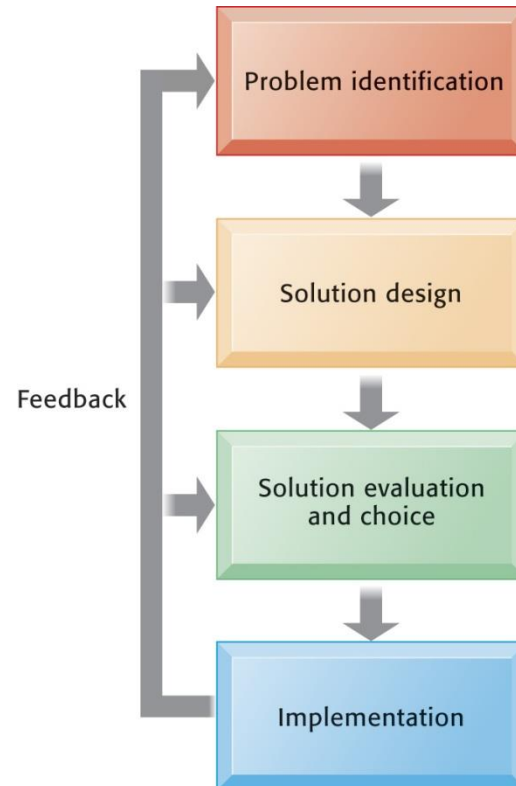 Problem identification
Solution design
Feedback
Solution evaluation
and choice
Implementation